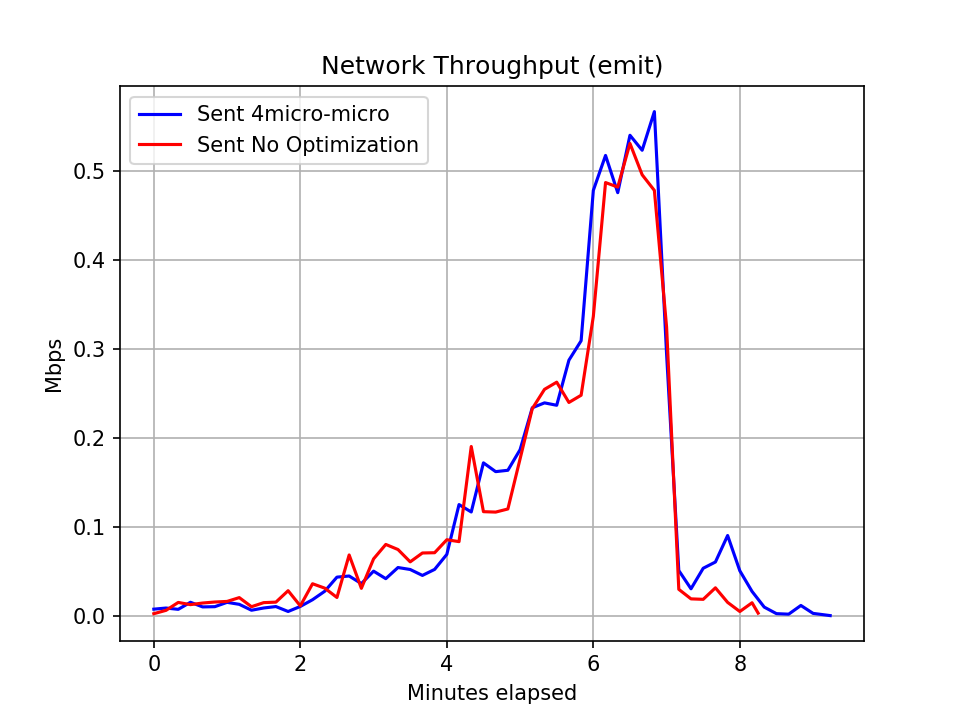 Network Throughput (emit)
Sent 4micro-micro
Sent No Optimization
Mbps
0.5
0.4
0.3
0.2
0.1
0.0
0 2 4 6 8
Minutes elapsed